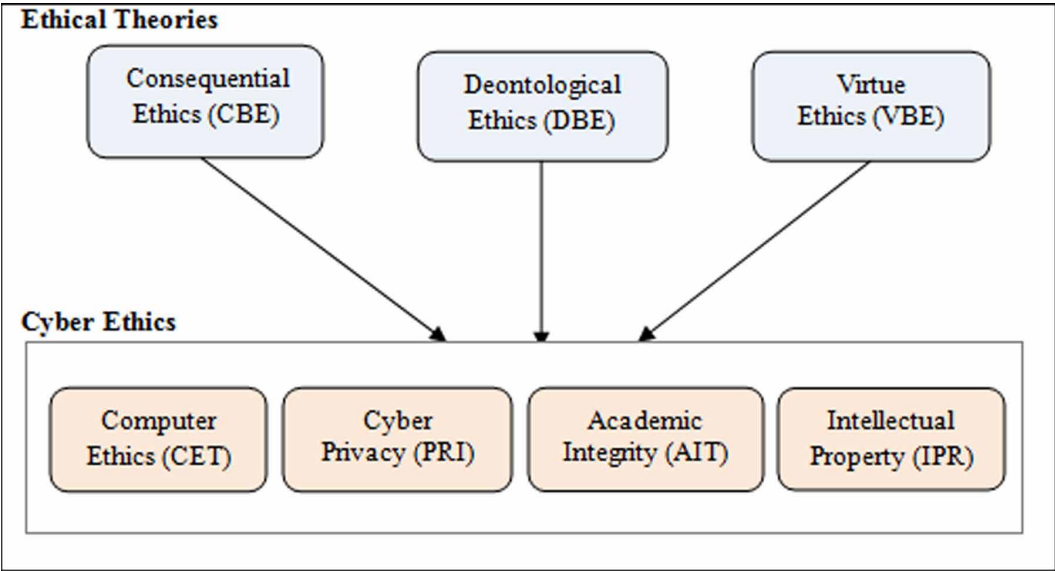 Ethical Theories
Consequential
Ethics (CBE)
Deontological
Ethics (DBE)
Virtue
Ethics (VBE)
Cyber Ethics
Computer
Ethics (CET)
Cyber
Privacy (PRI)
Academic
Integrity (AIT)
Intellectual
Property (IPR)